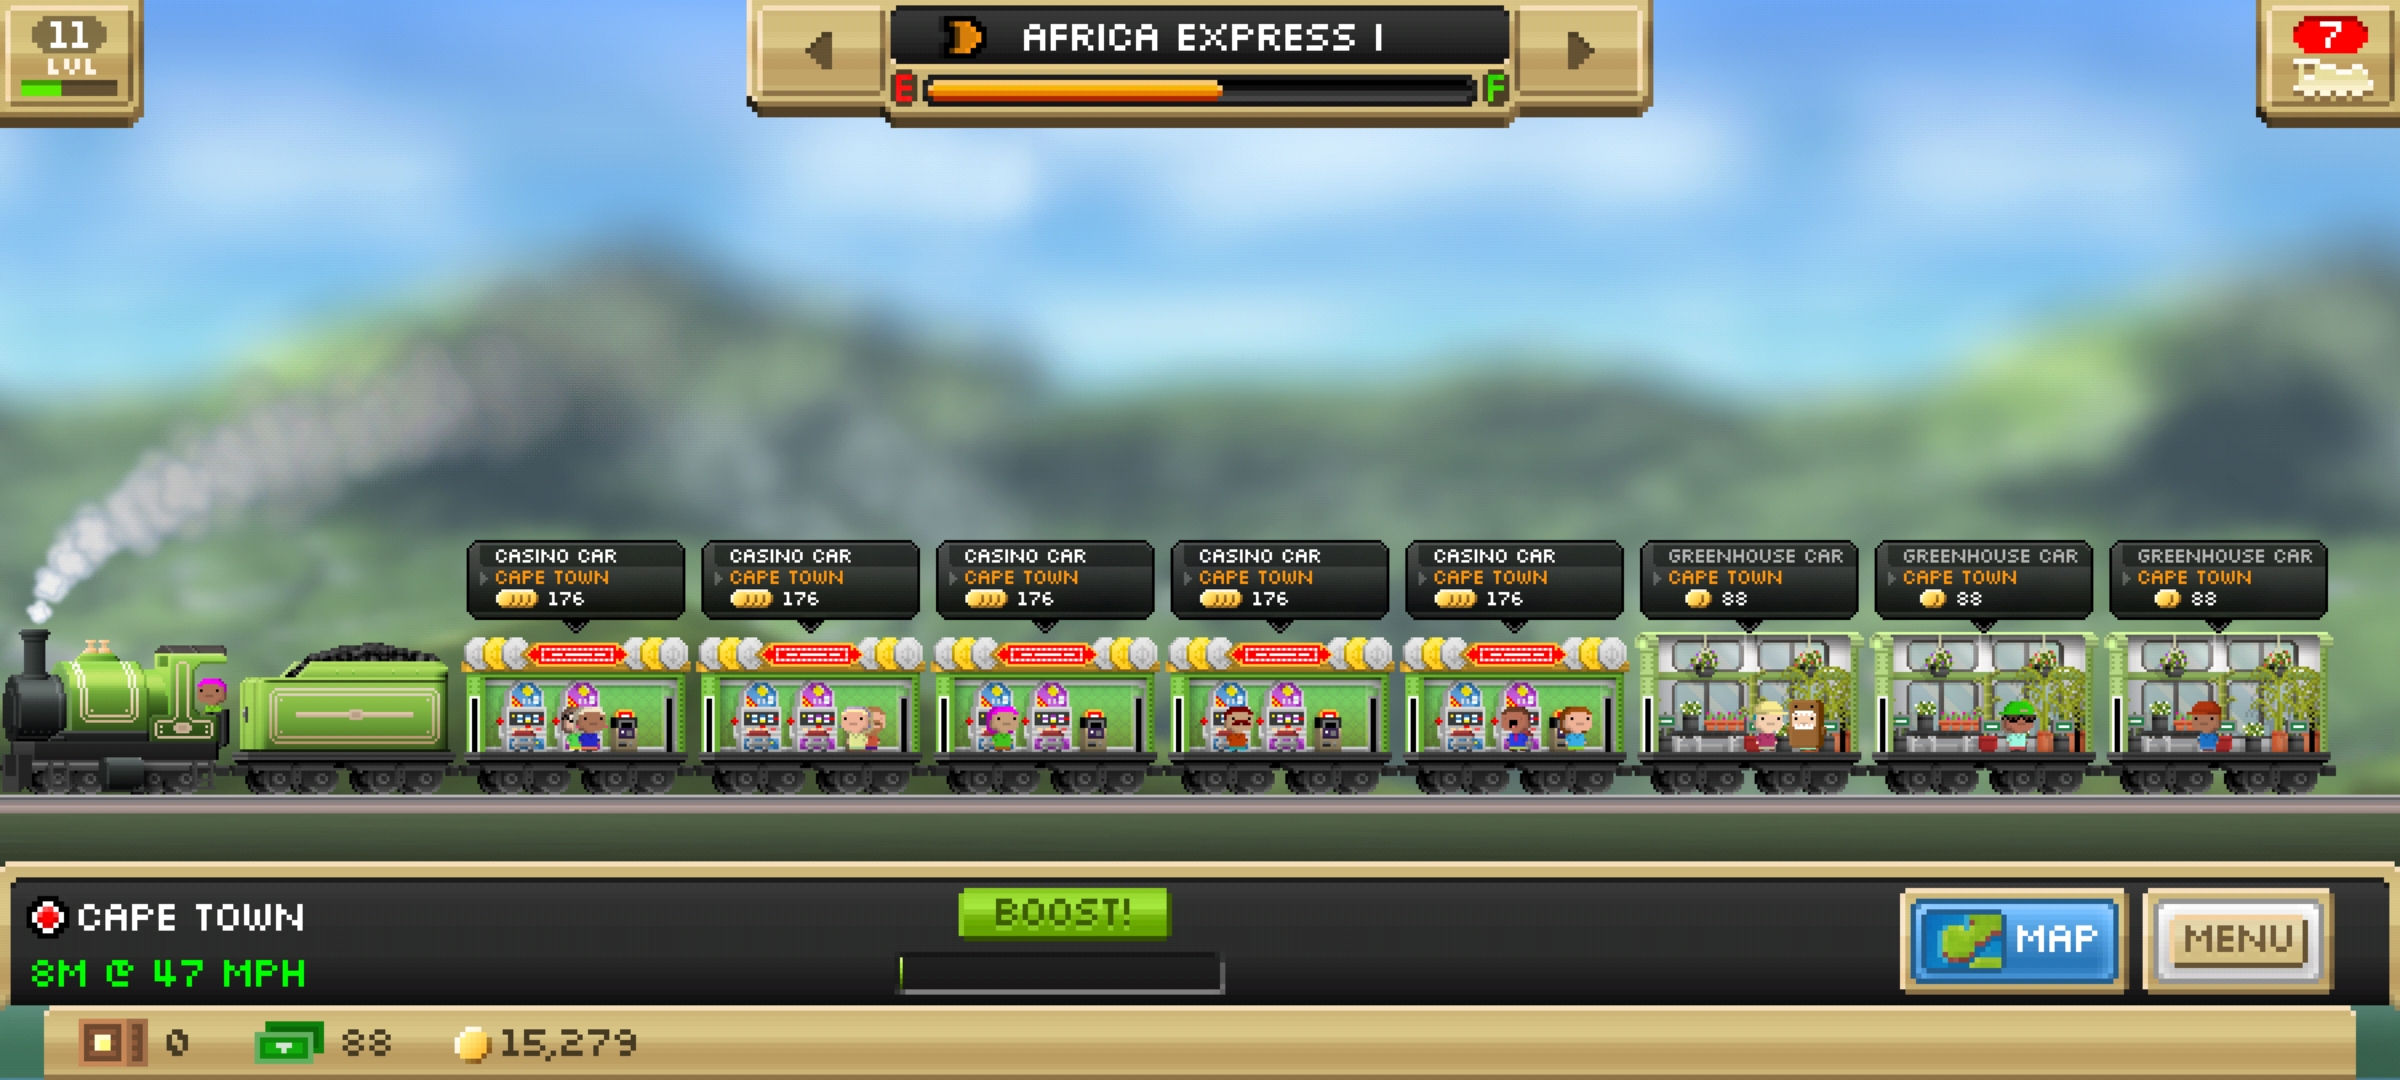 11
LVL
AFRICA EXPRESS I
E F
7
CASINO CAR
CAPE TOWN
176
CASINO CAR
CAPE TOWN
176
CASINO CAR
CAPE TOWN
176
CASINO CAR
CAPE TOWN
176
CASINO CAR
CAPE TOWN
176
GREENHOUSE CAR
CAPE TOWN
88
GREENHOUSE CAR
CAPE TOWN
88
GREENHOUSE CAR
CAPE TOWN
88
CAPE TOWN
8M @ 47 MPH
BOOST!
MAP
MENU
0 88 15,279